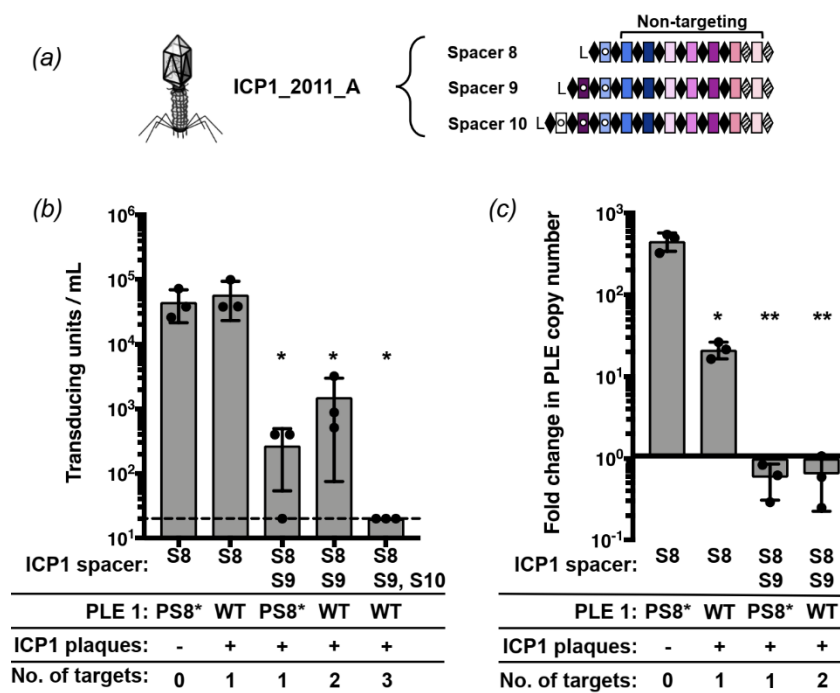 (a)
ICP1_2011_A
Non-targeting
Spacer 8 L
Spacer 9 L
Spacer 10 L
(b)
Transducing units / mL
10^6
10^5
10^4
10^3
10^2
10^1
* * *
ICP1 spacer: S8 S8 S8 S8 S8
S9 S9 S9, S10
PLE 1: PS8* WT PS8* WT WT
ICP1 plaques: - + + + +
No. of targets: 0 1 1 2 3
(c)
Fold change in PLE copy number
10^3
10^2
10^1
10^0
10^-1
* ** **
ICP1 spacer: S8 S8 S8 S8
S9 S9
PLE 1: PS8* WT PS8* WT
ICP1 plaques: - + + +
No. of targets: 0 1 1 2